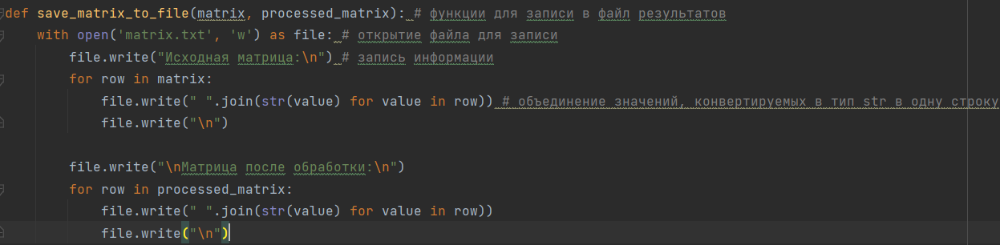 def save_matrix_to_file(matrix, processed_matrix): # функции для записи в файл результатов
    with open('matrix.txt', 'w') as file: # открытие файла для записи
        file.write("Исходная матрица:\n") # запись информации
        for row in matrix:
            file.write(" ".join(str(value) for value in row)) # объединение значений, конвертируемых в тип str в одну строку
            file.write("\n")

        file.write("\nМатрица после обработки:\n")
        for row in processed_matrix:
            file.write(" ".join(str(value) for value in row))
            file.write("\n")